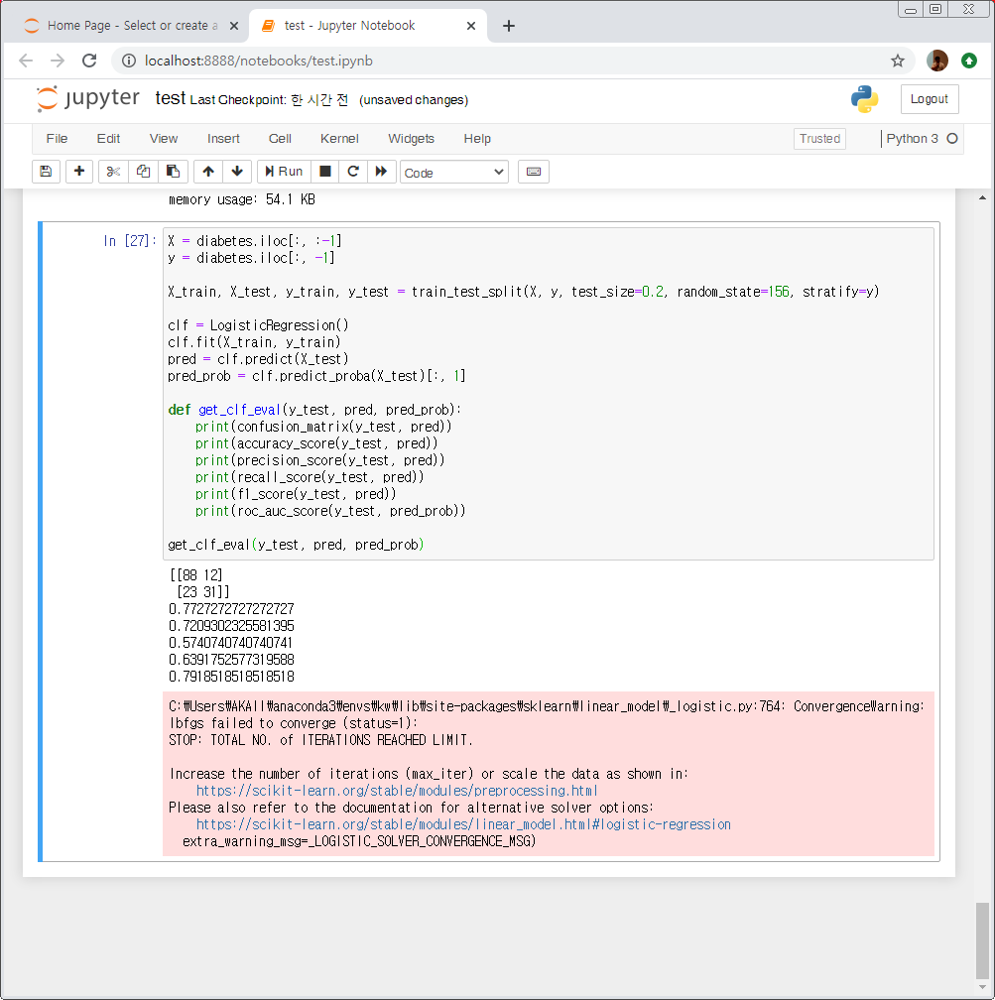 Home Page - Select or create a
test - Jupyter Notebook
localhost:8888/notebooks/test.ipynb
jupyter test Last Checkpoint: 한 시간 전 (unsaved changes)
Logout
File Edit View Insert Cell Kernel Widgets Help
Trusted
Python 3
Run
Code
memory usage: 54.1 KB
In [27]:
X = diabetes.iloc[:, :-1]
y = diabetes.iloc[:, -1]
X_train, X_test, y_train, y_test = train_test_split(X, y, test_size=0.2, random_state=156, stratify=y)
clf = LogisticRegression()
clf.fit(X_train, y_train)
pred = clf.predict(X_test)
pred_prob = clf.predict_proba(X_test)[:, 1]
def get_clf_eval(y_test, pred, pred_prob):
    print(confusion_matrix(y_test, pred))
    print(accuracy_score(y_test, pred))
    print(precision_score(y_test, pred))
    print(recall_score(y_test, pred))
    print(f1_score(y_test, pred))
    print(roc_auc_score(y_test, pred_prob))
get_clf_eval(y_test, pred, pred_prob)
[[88 12]
 [23 31]]
0.7727272727272727
0.7209302325581395
0.5740740740740741
0.6391752577319588
0.7918518518518518
C:₩Users₩AKAII₩anaconda3₩envs₩kw₩lib₩site-packages₩sklearn₩linear_model₩_logistic.py:764: ConvergenceWarning:
lbfgs failed to converge (status=1):
STOP: TOTAL NO. of ITERATIONS REACHED LIMIT.
Increase the number of iterations (max_iter) or scale the data as shown in:
    https://scikit-learn.org/stable/modules/preprocessing.html
Please also refer to the documentation for alternative solver options:
    https://scikit-learn.org/stable/modules/linear_model.html#logistic-regression
  extra_warning_msg=_LOGISTIC_SOLVER_CONVERGENCE_MSG)